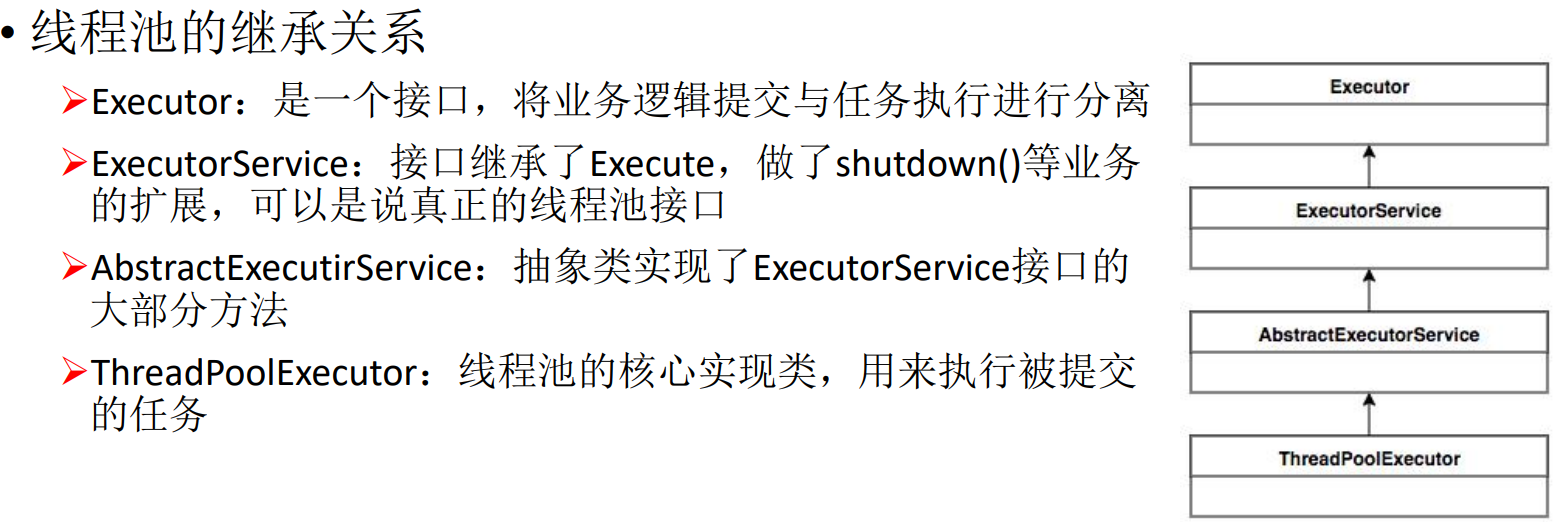 • 线程池的继承关系
➢Executor：是一个接口，将业务逻辑提交与任务执行进行分离
➢ExecutorService：接口继承了Execute，做了shutdown()等业务
的扩展，可以是说真正的线程池接口
➢AbstractExecutirService：抽象类实现了ExecutorService接口的
大部分方法
➢ThreadPoolExecutor：线程池的核心实现类，用来执行被提交
的任务
Executor
ExecutorService
AbstractExecutorService
ThreadPoolExecutor